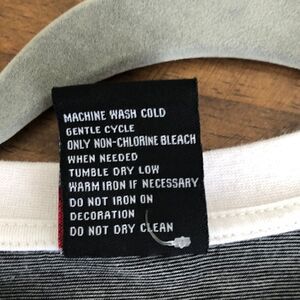 MACHINE WASH COLD
GENTLE CYCLE
ONLY NON-CHLORINE BLEACH
WHEN NEEDED
TUMBLE DRY LOW
WARM IRON IF NECESSARY
DO NOT IRON ON
DECORATION
DO NOT DRY CLEAN